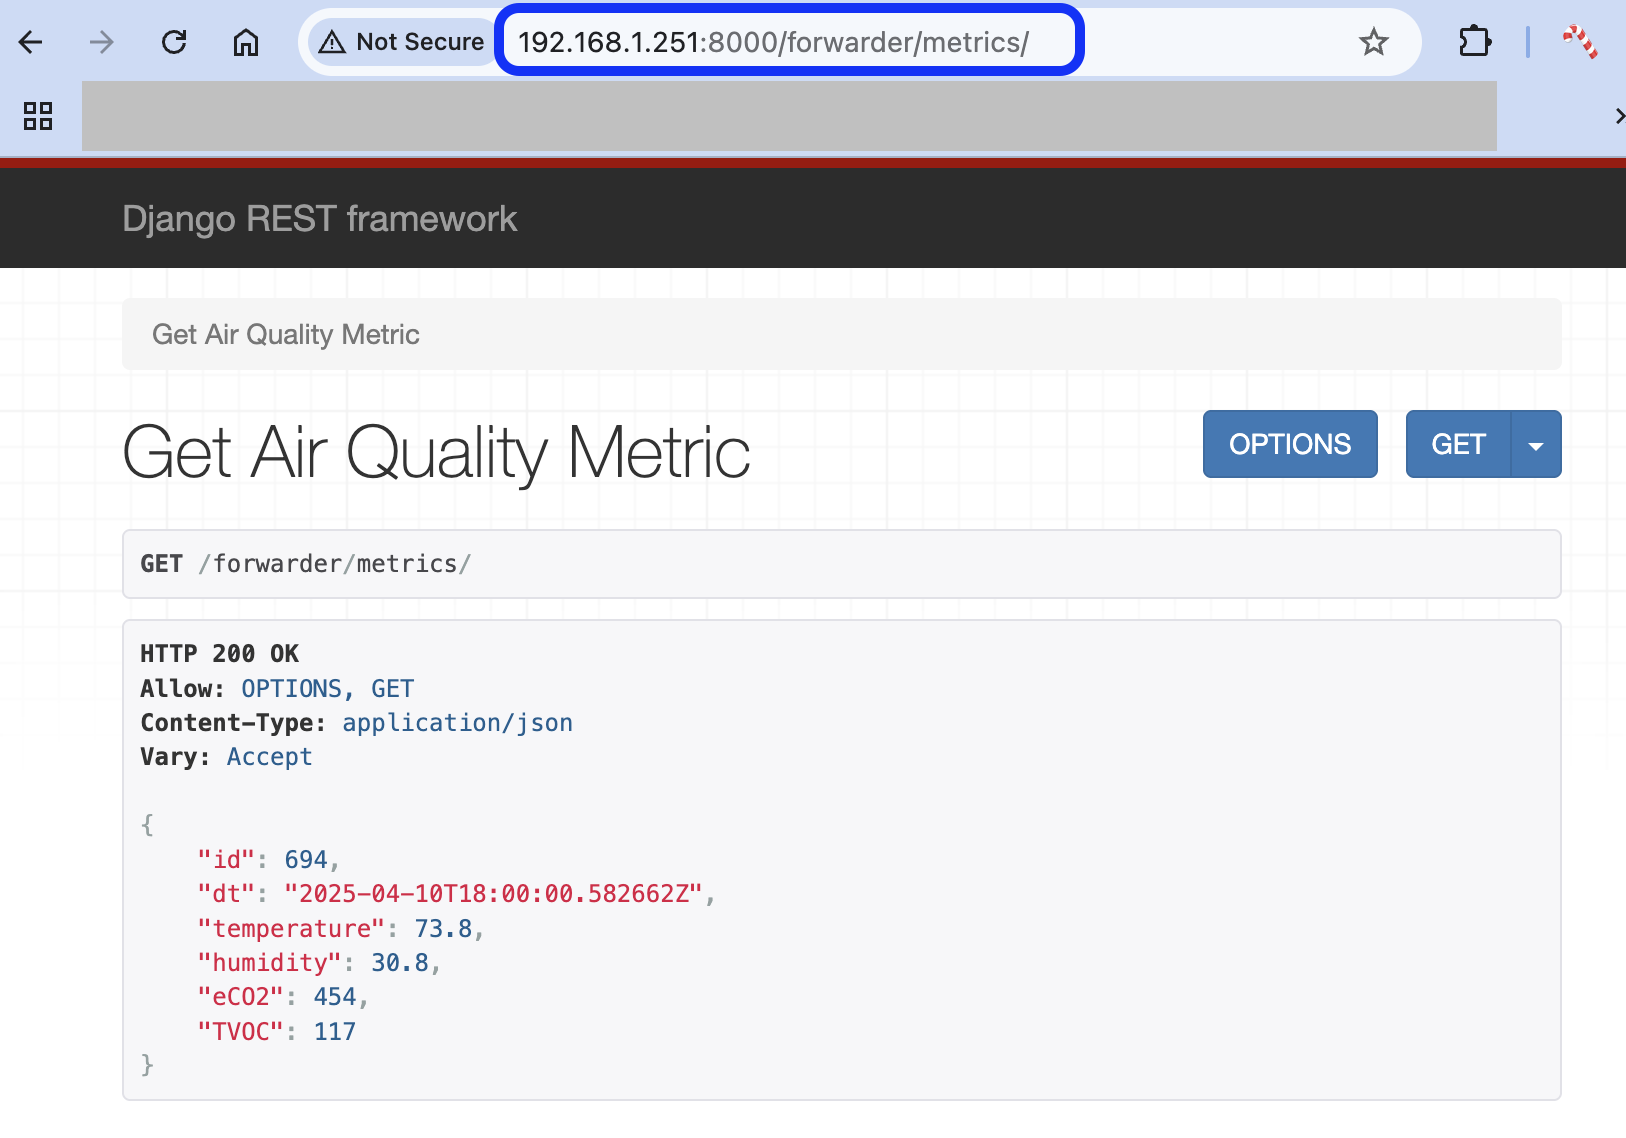 Not Secure 192.168.1.251:8000/forwarder/metrics/
Django REST framework
Get Air Quality Metric
Get Air Quality Metric
OPTIONS GET
GET /forwarder/metrics/
HTTP 200 OK
Allow: OPTIONS, GET
Content-Type: application/json
Vary: Accept
{
    "id": 694,
    "dt": "2025-04-10T18:00:00.582662Z",
    "temperature": 73.8,
    "humidity": 30.8,
    "eCO2": 454,
    "TVOC": 117
}